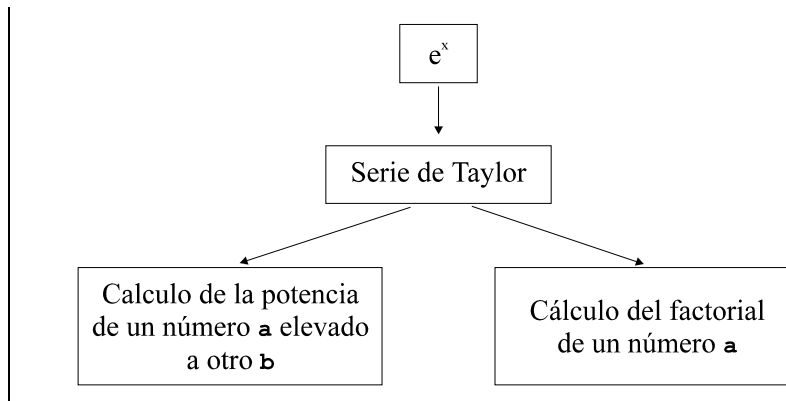 e^x
Serie de Taylor
Calculo de la potencia
de un número a elevado
a otro b
Cálculo del factorial
de un número a